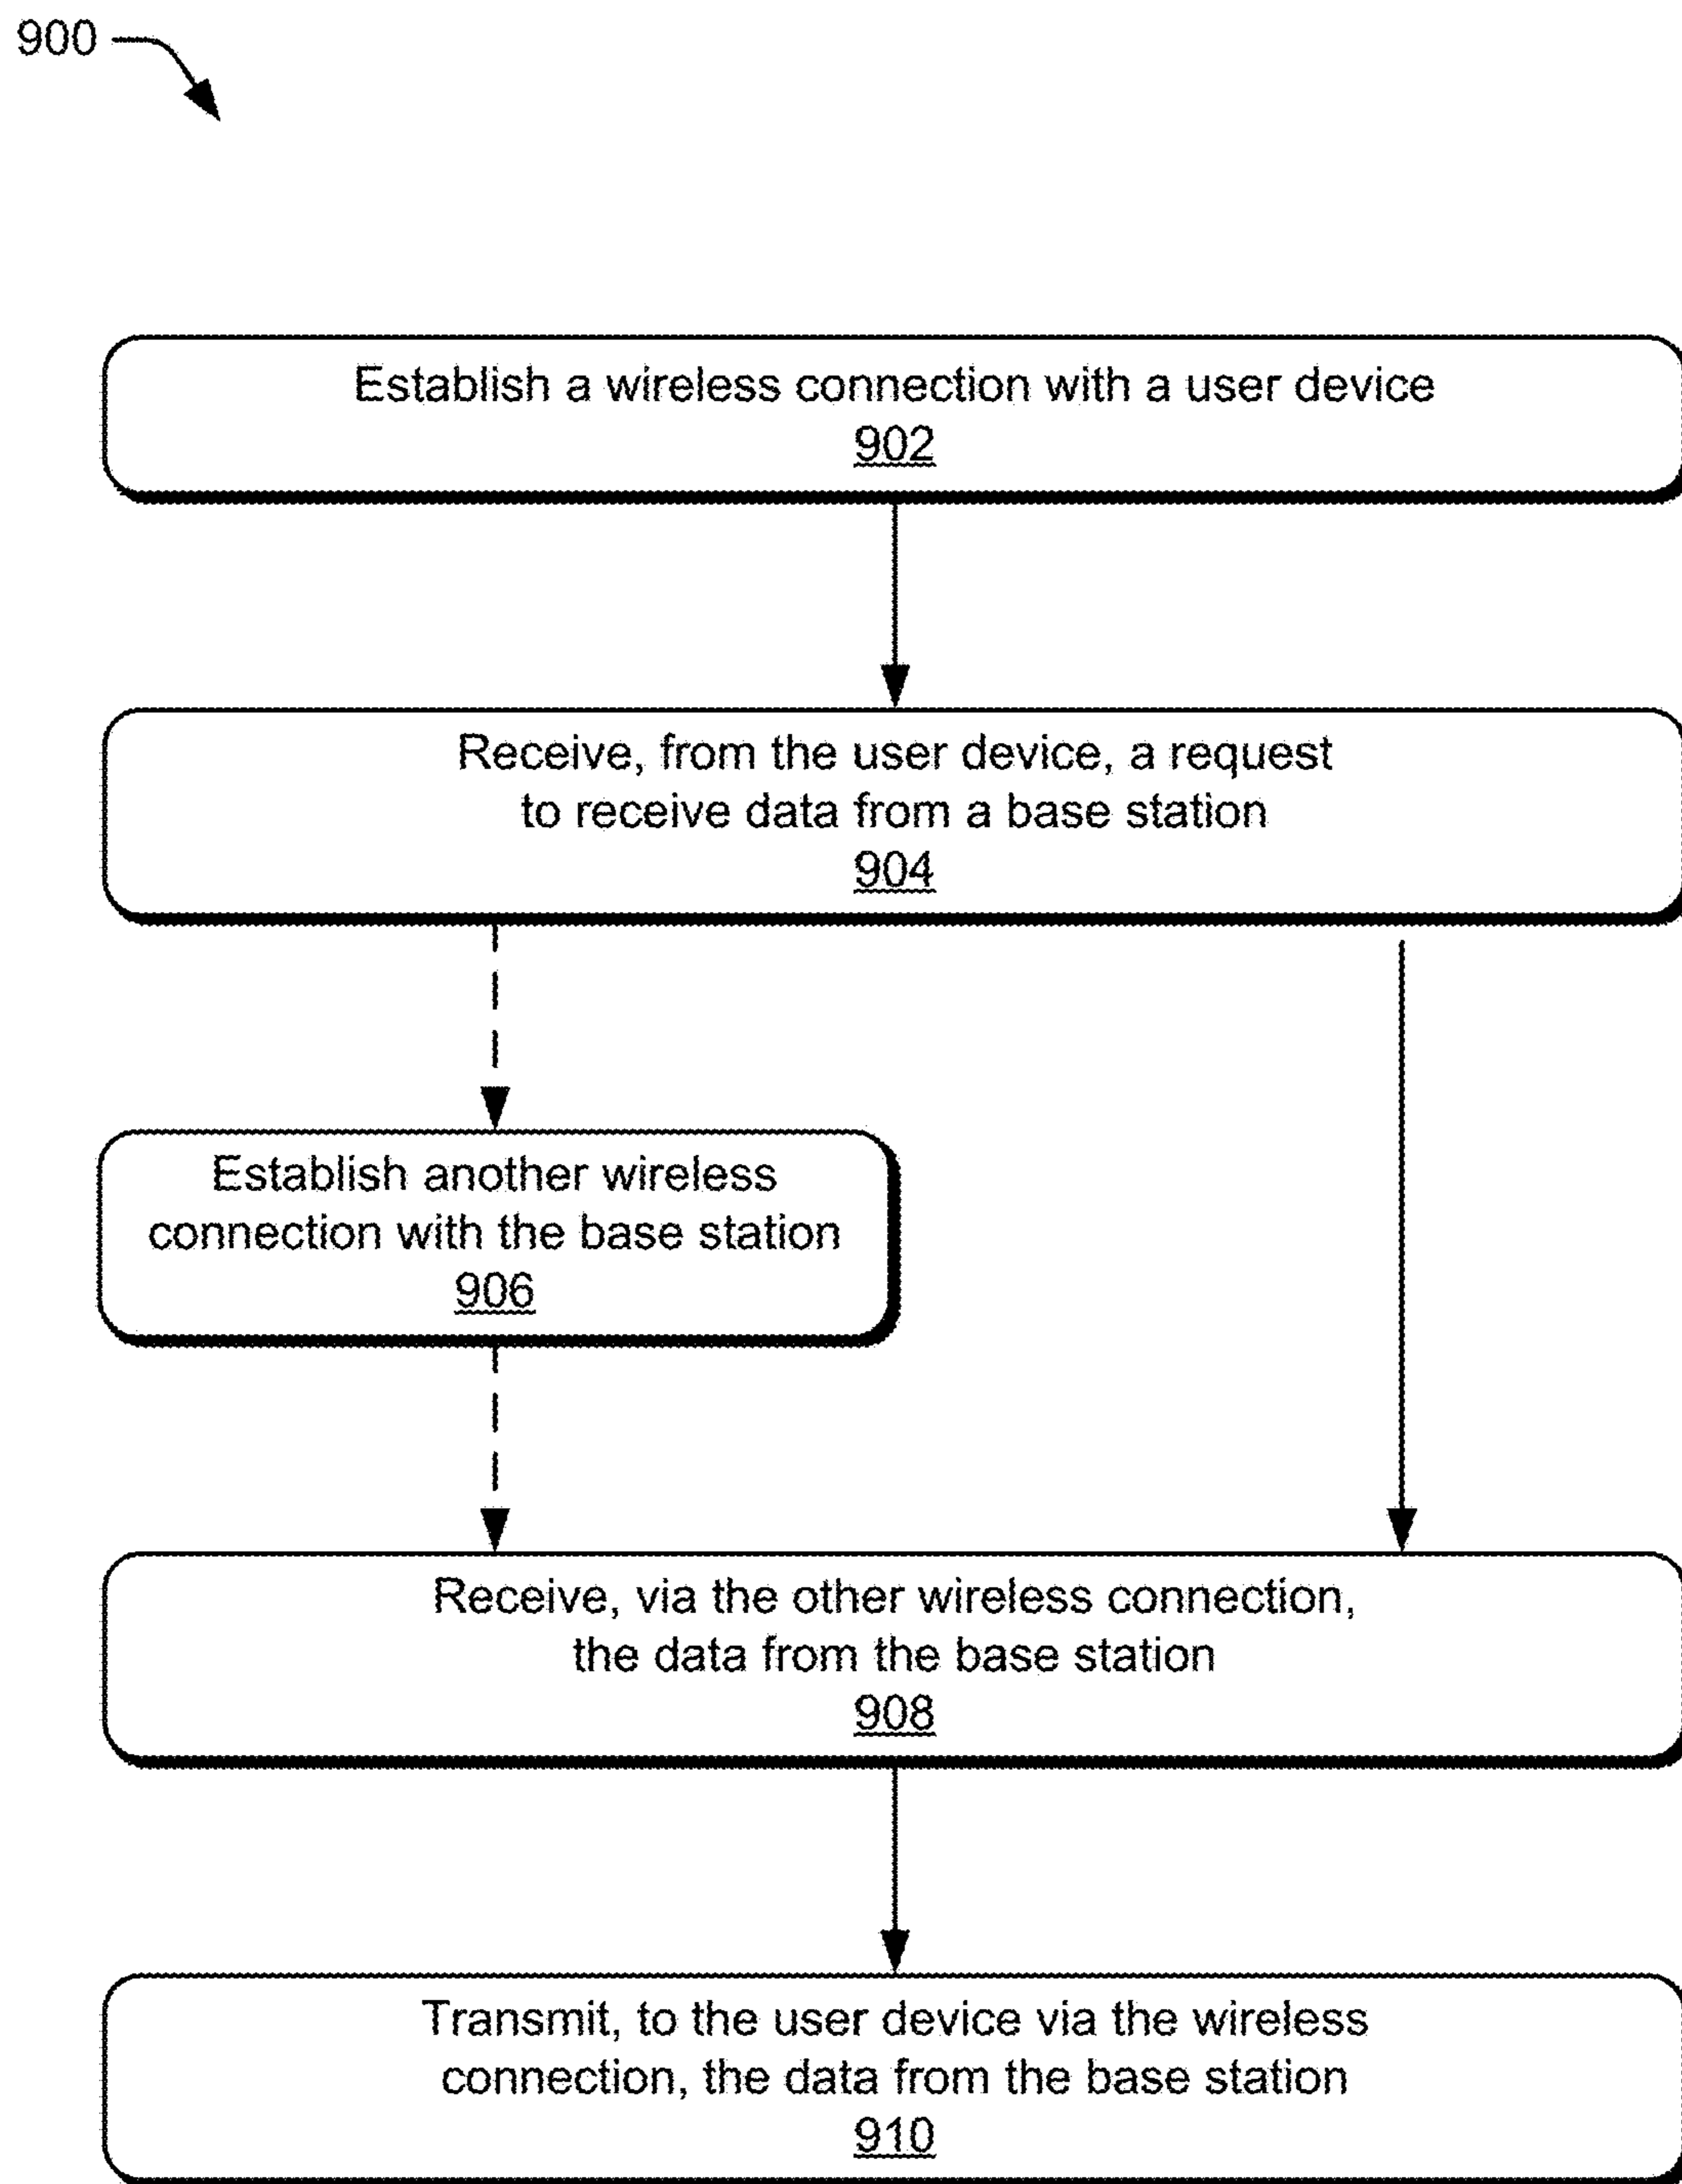 900
Establish a wireless connection with a user device
902
Receive, from the user device, a request
to receive data from a base station
904
Establish another wireless
connection with the base station
906
Receive, via the other wireless connection,
the data from the base station
908
Transmit, to the user device via the wireless
connection, the data from the base station
910